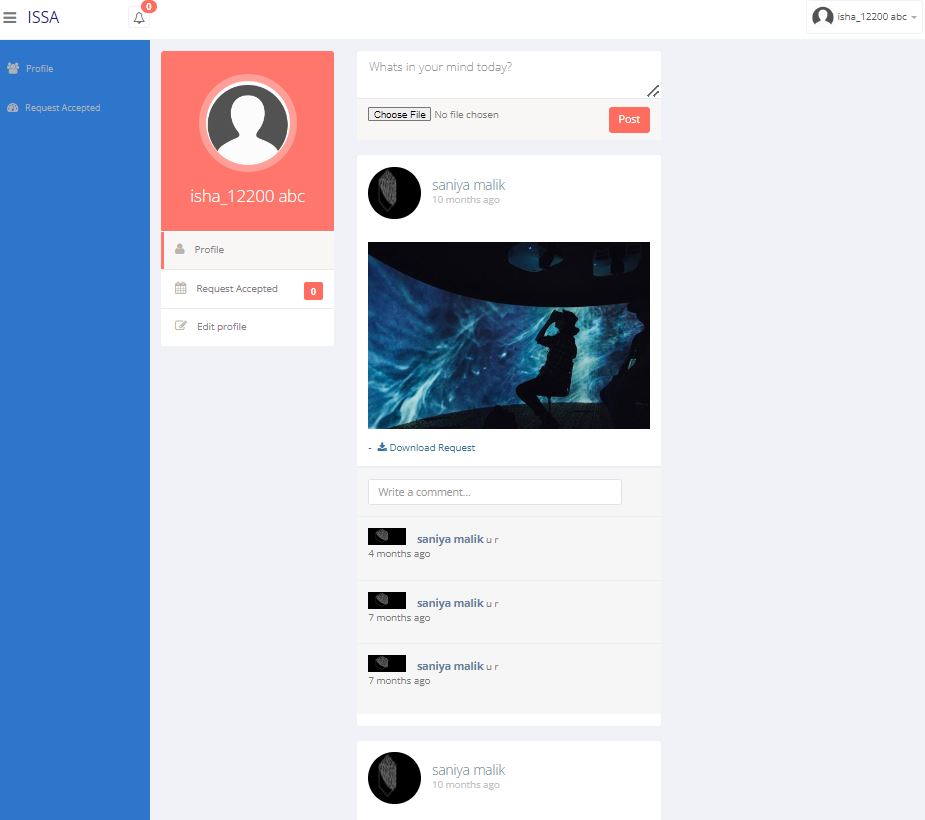 ISSA
0
isha_12200 abc
Profile
Request Accepted
isha_12200 abc
Profile
Request Accepted
0
Edit profile
Whats in your mind today?
Choose File No file chosen
Post
saniya malik
10 months ago
- Download Request
Write a comment...
saniya malik u r
4 months ago
saniya malik u r
7 months ago
saniya malik u r
7 months ago
saniya malik
10 months ago